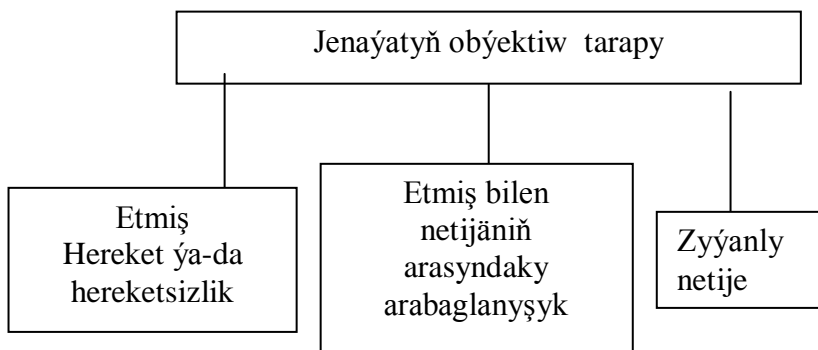 Jenaýatyň obýektiw tarapy
Etmiş
Hereket ýa-da
hereketsizlik
Etmiş bilen
netijäniň
arasyndaky
arabaglanyşyk
Zyýanly
netije